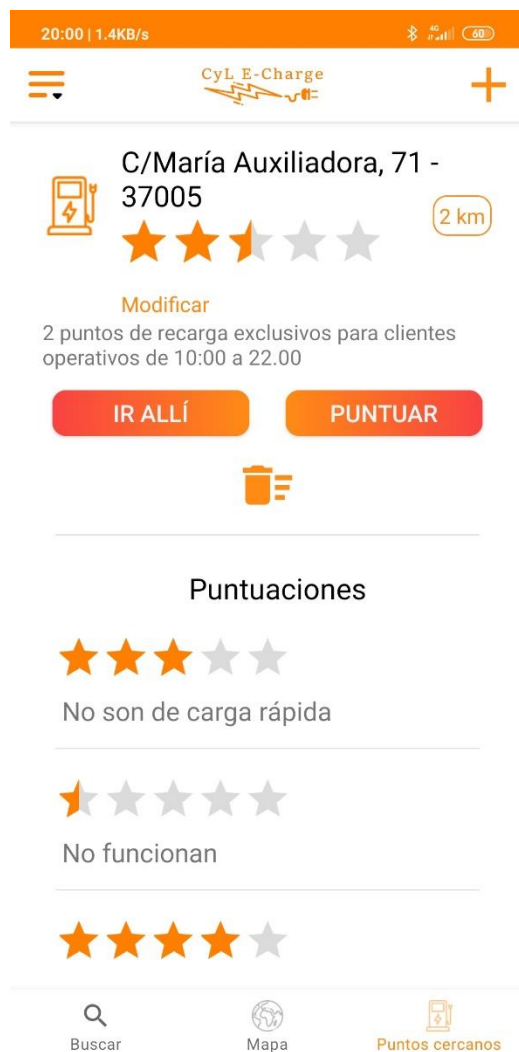 20:00 | 1.4KB/s
4G
60
CyL E-Charge
C/María Auxiliadora, 71 -
37005
2 km
Modificar
2 puntos de recarga exclusivos para clientes
operativos de 10:00 a 22.00
IR ALLÍ
PUNTUAR
Puntuaciones
No son de carga rápida
No funcionan
Buscar
Mapa
Puntos cercanos